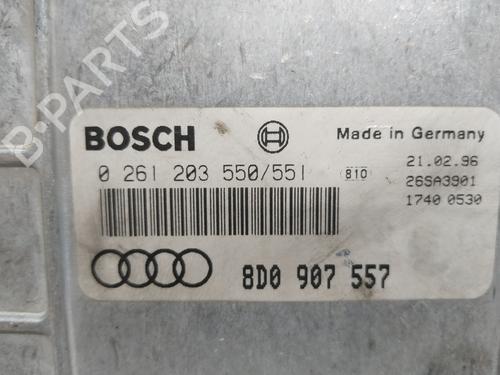 B-PARTS
BOSCH
Made in Germany
0 261 203 550/551
810
21.02.96
26SA3901
1740 0530
8D0 907 557